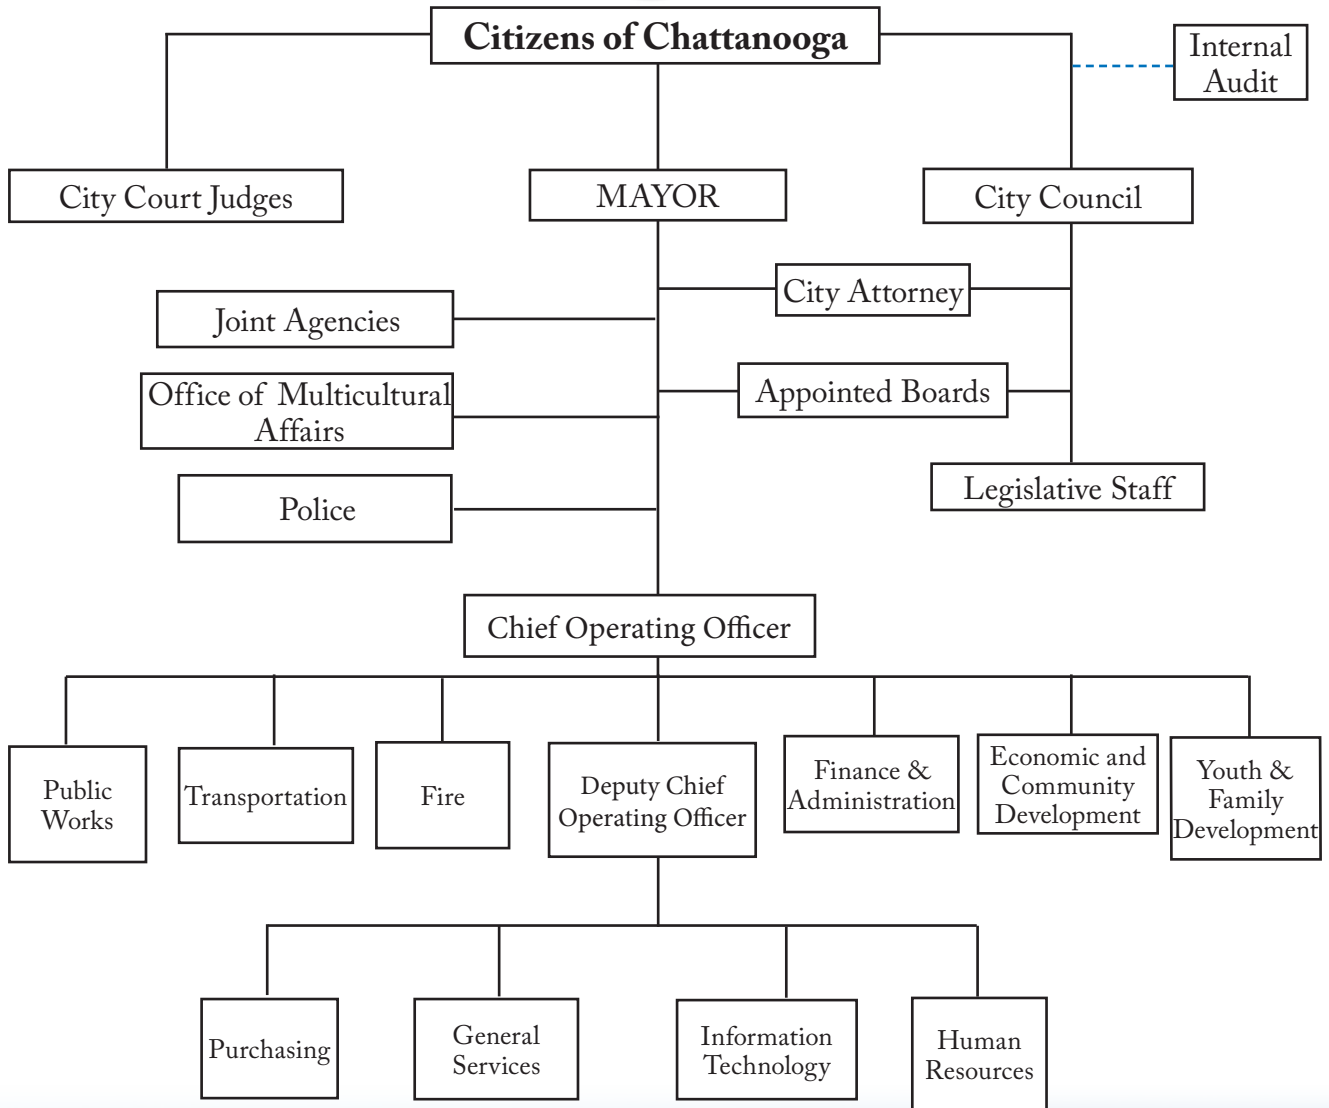 Citizens of Chattanooga
Internal
Audit
City Court Judges
MAYOR
City Council
City Attorney
Joint Agencies
Appointed Boards
Office of Multicultural
Affairs
Legislative Staff
Police
Chief Operating Officer
Public
Works
Transportation
Fire
Deputy Chief
Operating Officer
Finance &
Administration
Economic and
Community
Development
Youth &
Family
Development
Purchasing
General
Services
Information
Technology
Human
Resources